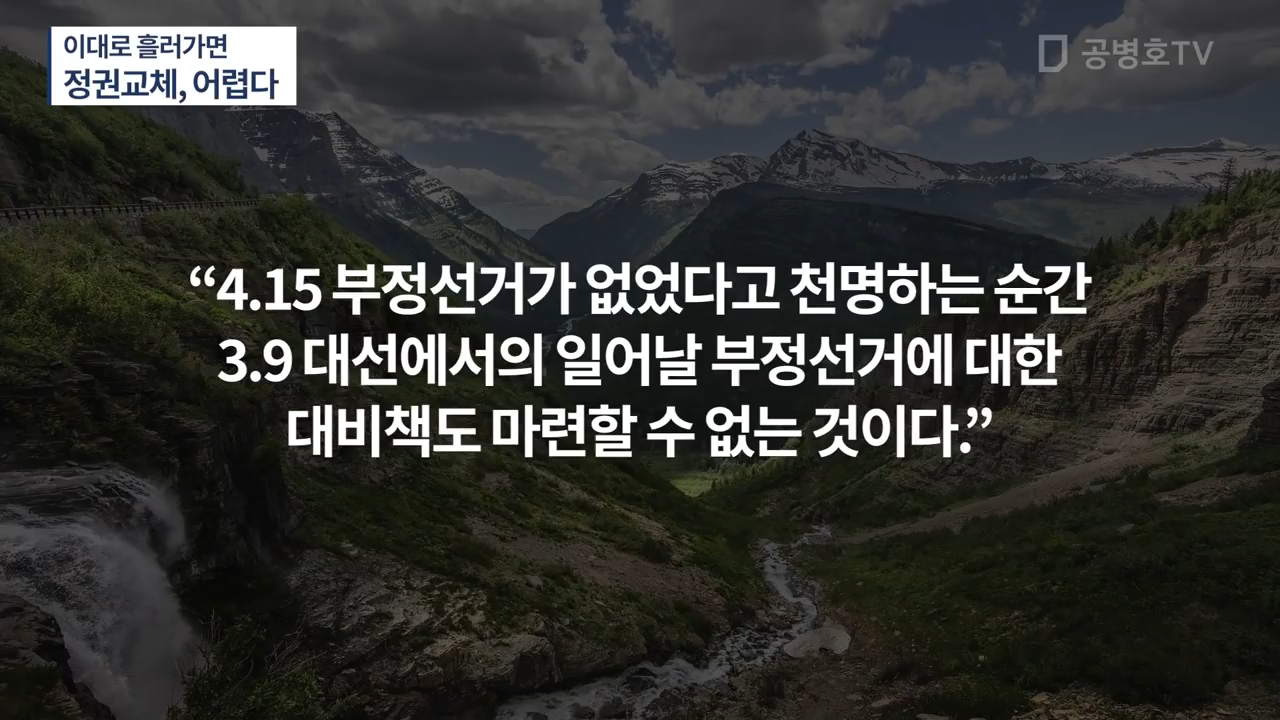 이대로 흘러가면
정권교체, 어렵다
공병호TV
“4.15 부정선거가 없었다고 천명하는 순간
3.9 대선에서의 일어날 부정선거에 대한
대비책도 마련할 수 없는 것이다.”